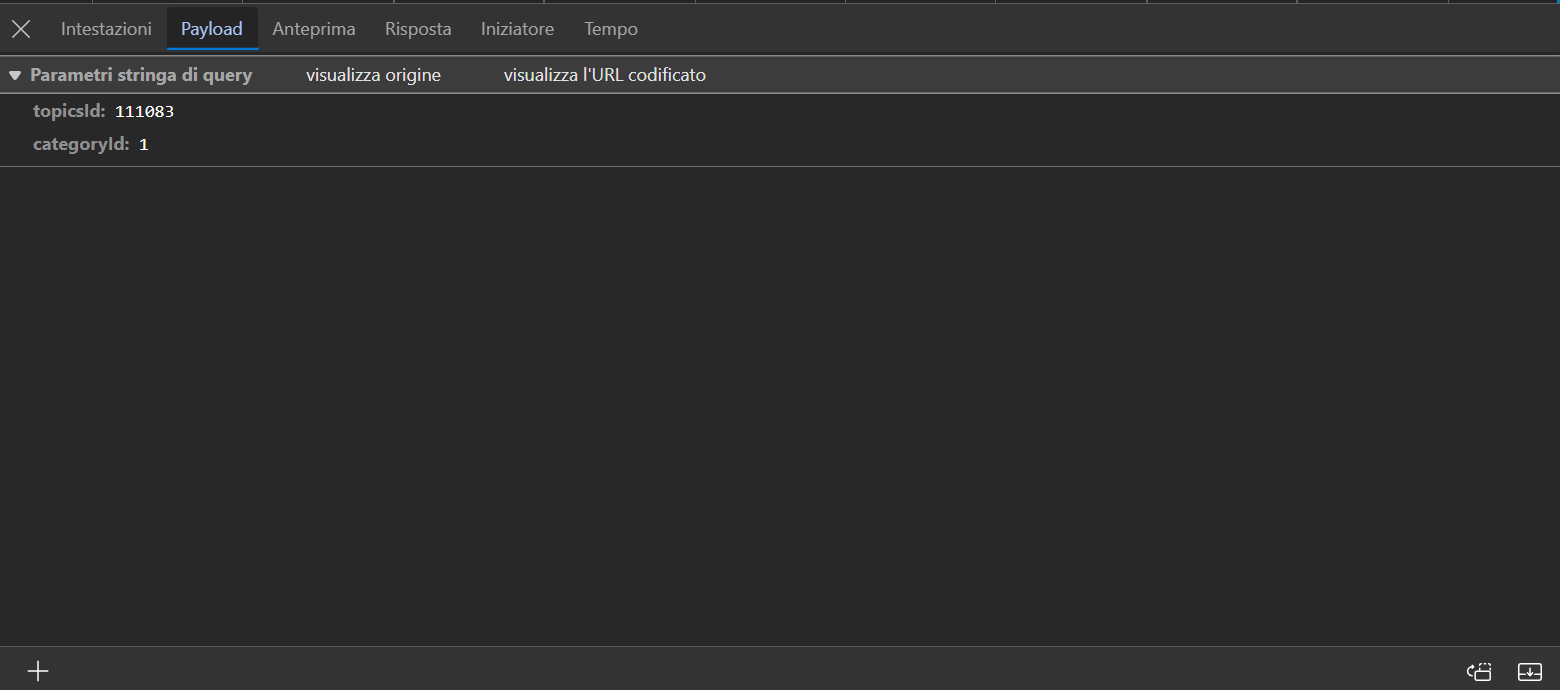 Intestazioni Payload Anteprima Risposta Iniziatore Tempo
Parametri stringa di query visualizza origine visualizza l'URL codificato
topicsId: 111083
categoryId: 1